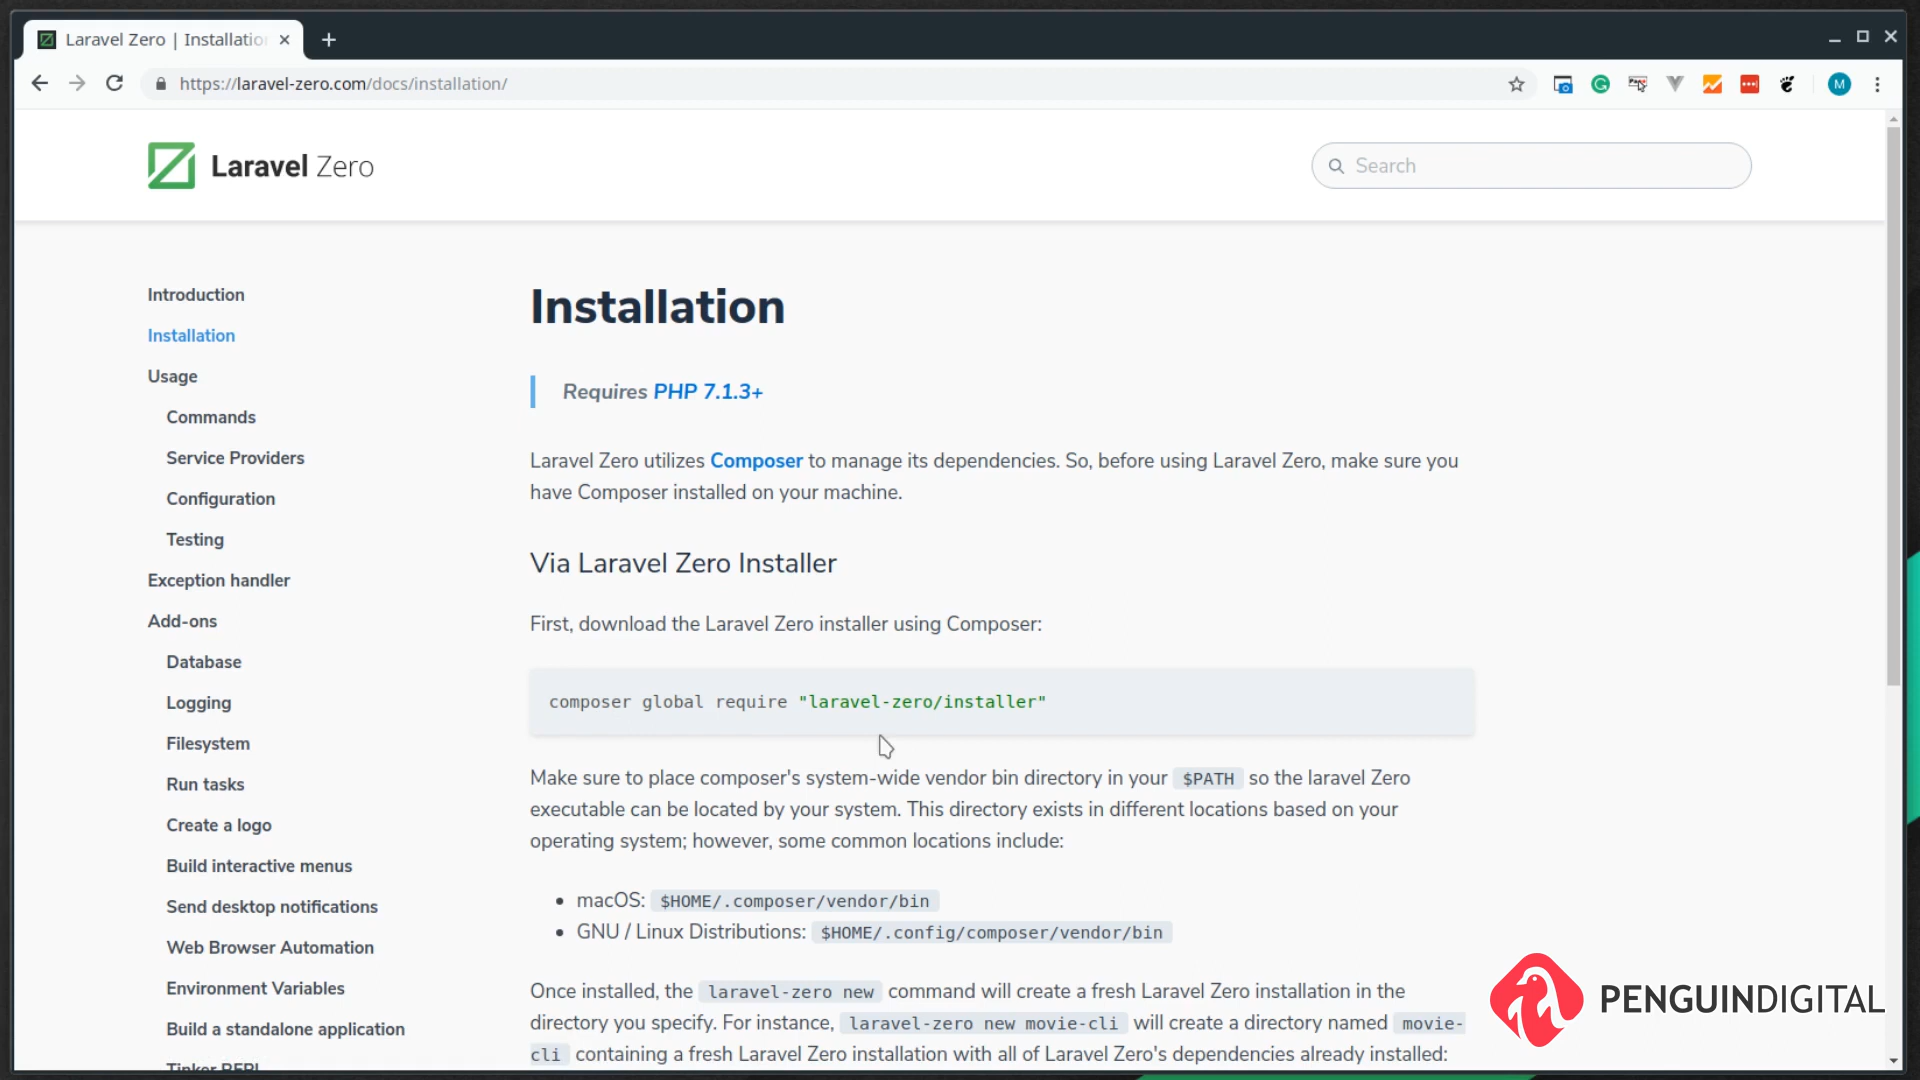 Laravel Zero | Installatio
https://laravel-zero.com/docs/installation/
M
Laravel Zero
Search
Introduction
Installation
Usage
Commands
Service Providers
Configuration
Testing
Exception handler
Add-ons
Database
Logging
Filesystem
Run tasks
Create a logo
Build interactive menus
Send desktop notifications
Web Browser Automation
Environment Variables
Build a standalone application
Tinker REPL
Installation
Requires PHP 7.1.3+
Laravel Zero utilizes Composer to manage its dependencies. So, before using Laravel Zero, make sure you
have Composer installed on your machine.
Via Laravel Zero Installer
First, download the Laravel Zero installer using Composer:
composer global require "laravel-zero/installer"
Make sure to place composer's system-wide vendor bin directory in your $PATH so the laravel Zero
executable can be located by your system. This directory exists in different locations based on your
operating system; however, some common locations include:
• macOS: $HOME/.composer/vendor/bin
• GNU / Linux Distributions: $HOME/.config/composer/vendor/bin
Once installed, the laravel-zero new command will create a fresh Laravel Zero installation in the
directory you specify. For instance, laravel-zero new movie-cli will create a directory named movie-
cli containing a fresh Laravel Zero installation with all of Laravel Zero's dependencies already installed:
PENGUINDIGITAL